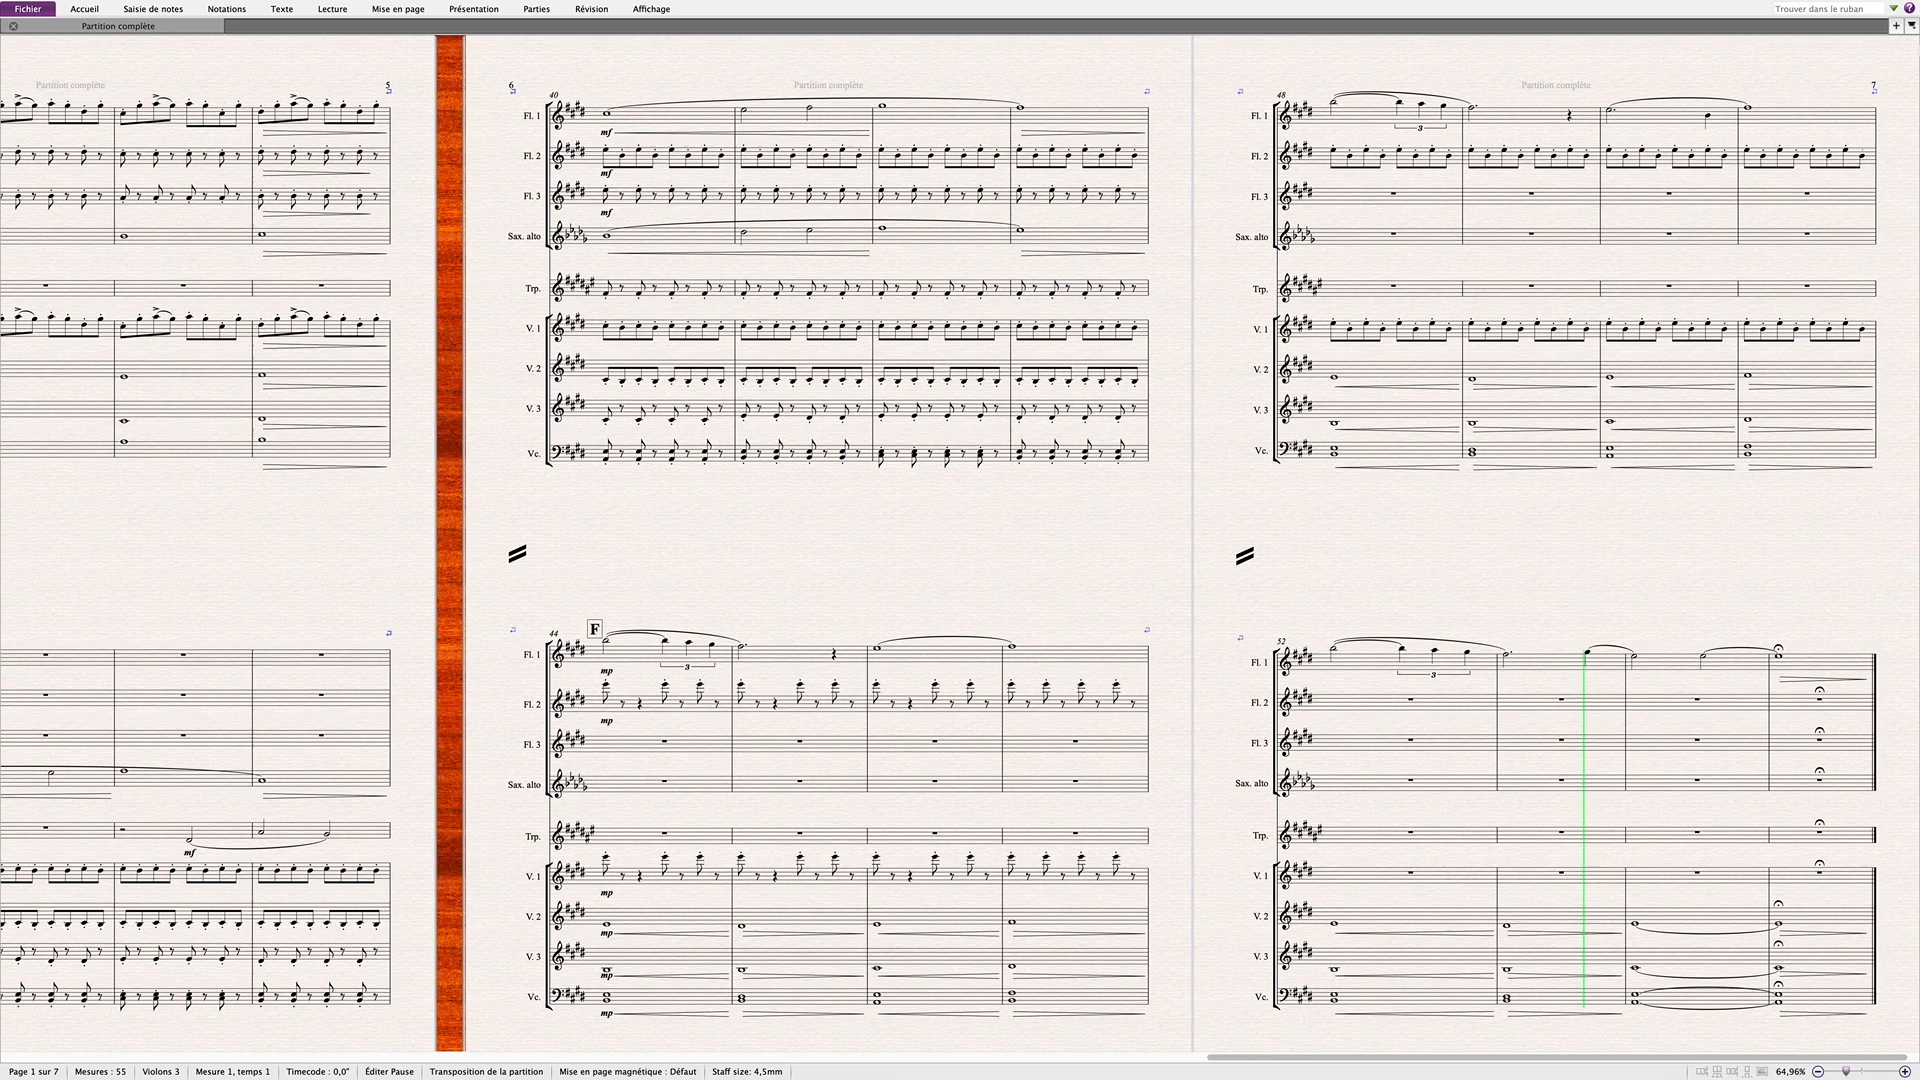 Fichier Accueil Saisie de notes Notations Texte Lecture Mise en page Présentation Parties Révision Affichage Trouver dans le ruban
Partition complète
Partition complète 5
mf
6 Partition complète
40
Fl. 1
mf
Fl. 2
mf
Fl. 3
mf
Sax. alto
Trp.
V. 1
V. 2
V. 3
Vc.
44 F
Fl. 1
mp 3
Fl. 2
mp
Fl. 3
Sax. alto
Trp.
V. 1
mp
V. 2
mp
V. 3
mp
Vc.
mp
Partition complète 7
48
Fl. 1
3
Fl. 2
Fl. 3
Sax. alto
Trp.
V. 1
V. 2
V. 3
Vc.
52
Fl. 1
3
Fl. 2
Fl. 3
Sax. alto
Trp.
V. 1
V. 2
V. 3
Vc.
Page 1 sur 7 Mesures : 55 Violons 3 Mesure 1, temps 1 Timecode : 0,0" Éditer Pause Transposition de la partition Mise en page magnétique : Défaut Staff size: 4,5mm 64,96%